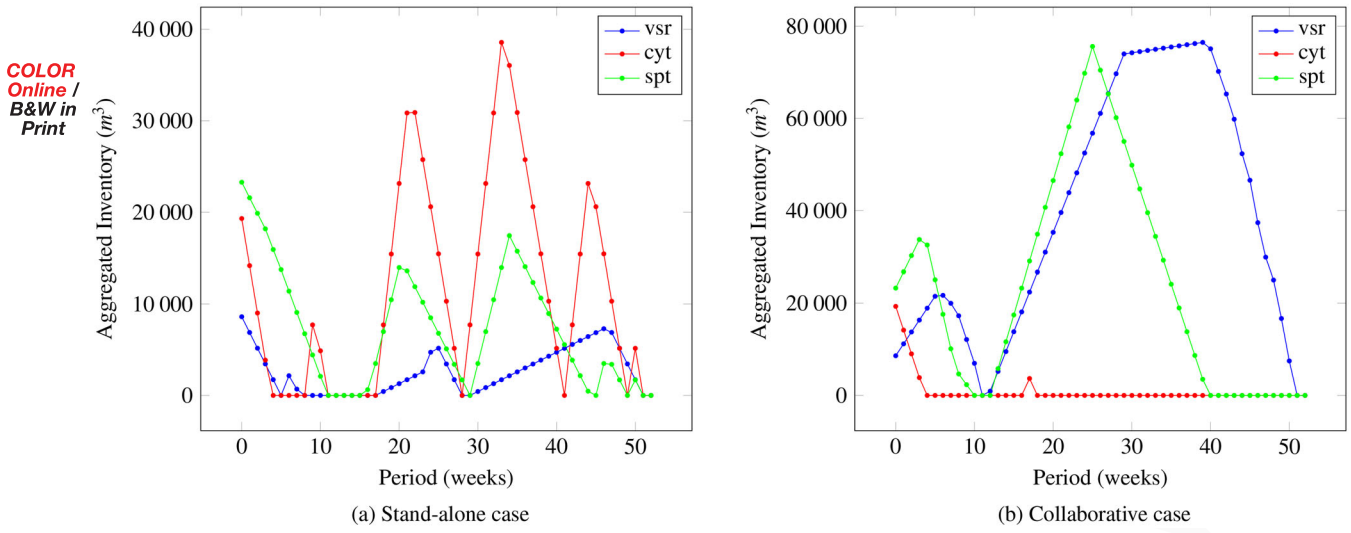 COLOR
Online /
B&W in
Print
Aggregated Inventory (m³)
40 000
30 000
20 000
10 000
0
vsr
cyt
spt
0 10 20 30 40 50
Period (weeks)
(a) Stand-alone case
Aggregated Inventory (m³)
80 000
60 000
40 000
20 000
0
vsr
cyt
spt
0 10 20 30 40 50
Period (weeks)
(b) Collaborative case